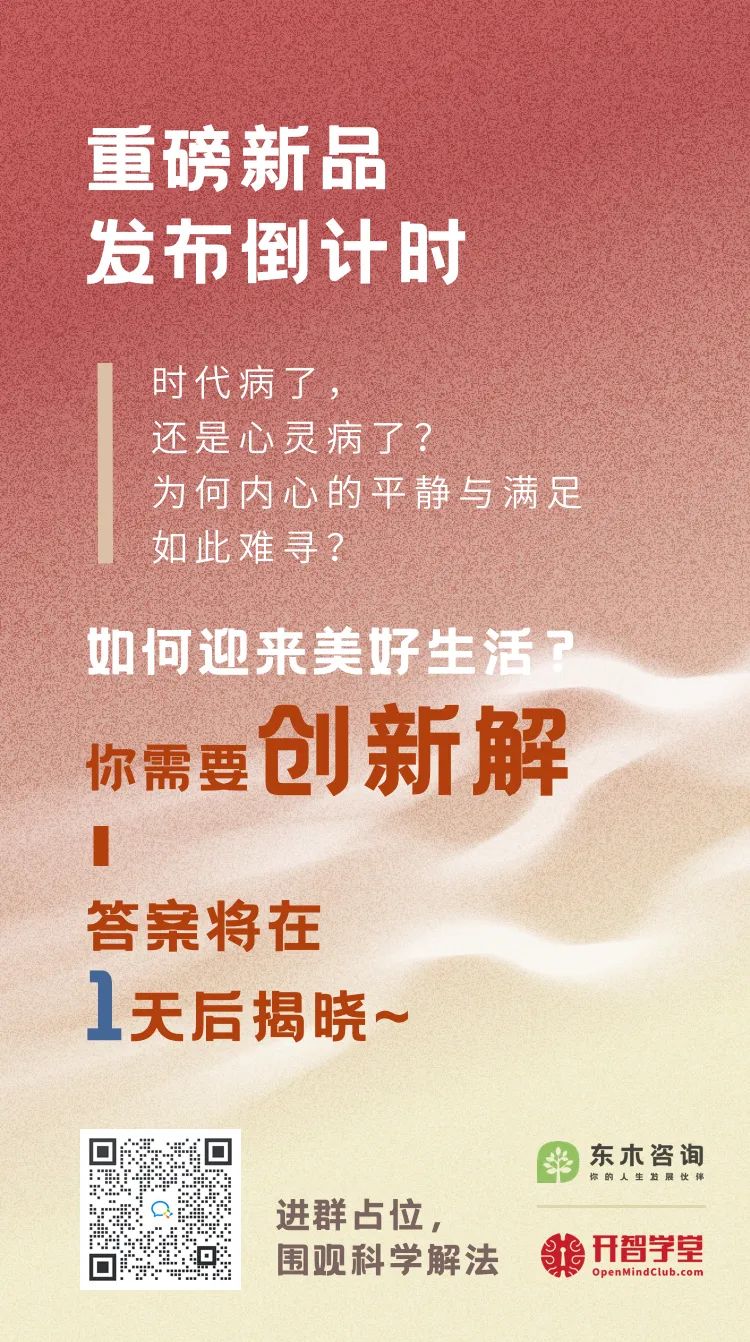 重磅新品
发布倒计时
时代病了，
还是心灵病了？
为何内心的平静与满足
如此难寻？
如何迎来美好生活？
你需要创新解
答案将在
1天后揭晓~
进群占位，
围观科学解法
东木咨询
你的人生发展伙伴
开智学堂
OpenMindClub.com